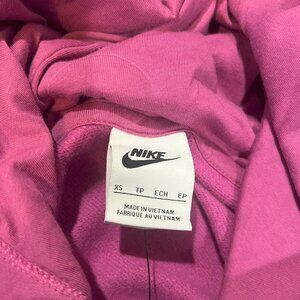 NIKE
XS TP ECH EP
MADE IN VIETNAM
FABRIQUE AU VIETNAM